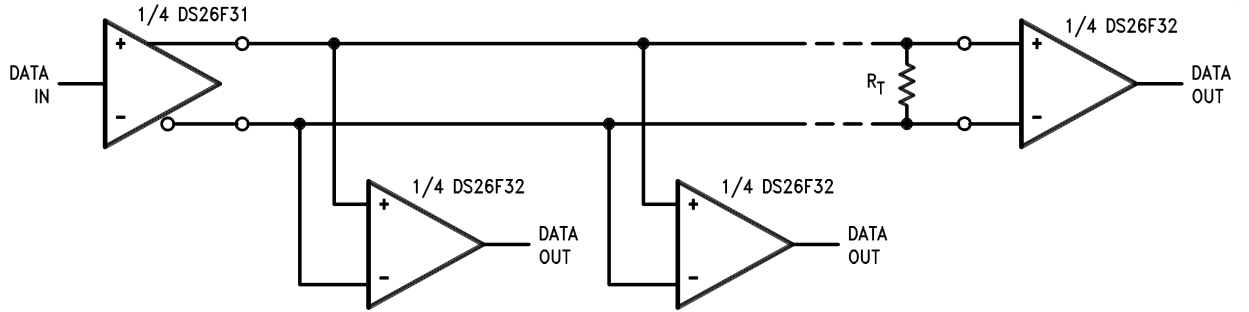 1/4 DS26F31
1/4 DS26F32
+
+
DATA
IN
RT
DATA
OUT
−
−
1/4 DS26F32
1/4 DS26F32
+
+
DATA
OUT
DATA
OUT
−
−